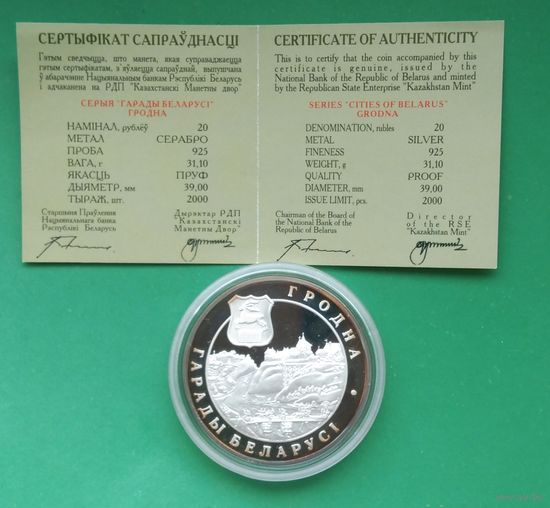 СЕРТЫФІКАТ САПРАЎДНАСЦІ
Гэтым сведчыцца, што манета, якая суправаджаецца
гэтым сертыфікатам, з'яўляецца сапраўднай, выпушчана
ў абарачэнне Нацыянальным банкам Рэспублікі Беларусь
і адчаканена на РДП "Казахстанскі Манетны двор"
СЕРЫЯ "ГАРАДЫ БЕЛАРУСІ"
ГРОДНА
НАМІНАЛ, рублёў 20
МЕТАЛ СЕРАБРО
ПРОБА 925
ВАГА, г 31,10
ЯКАСЦЬ ПРУФ
ДЫЯМЕТР, мм 39,00
ТЫРАЖ, шт. 2000
Старшыня Праўлення
Нацыянальнага банка
Рэспублікі Беларусь
Дырэктар РДП
"Казахстанскі
Манетны Двор"
CERTIFICATE OF AUTHENTICITY
This is to certify that the coin accompanied by this
certificate is genuine, issued by the
National Bank of the Republic of Belarus and minted
by the Republican State Enterprise "Kazakhstan Mint"
SERIES "CITIES OF BELARUS"
GRODNA
DENOMINATION, rubles 20
METAL SILVER
FINENESS 925
WEIGHT, g 31,10
QUALITY PROOF
DIAMETER, mm 39,00
ISSUE LIMIT, pcs. 2000
Chairman of the Board of
the National Bank of the
Republic of Belarus
Director
of the RSE
"Kazakhstan Mint"
ГРОДНА
ГАРАДЫ БЕЛАРУСІ